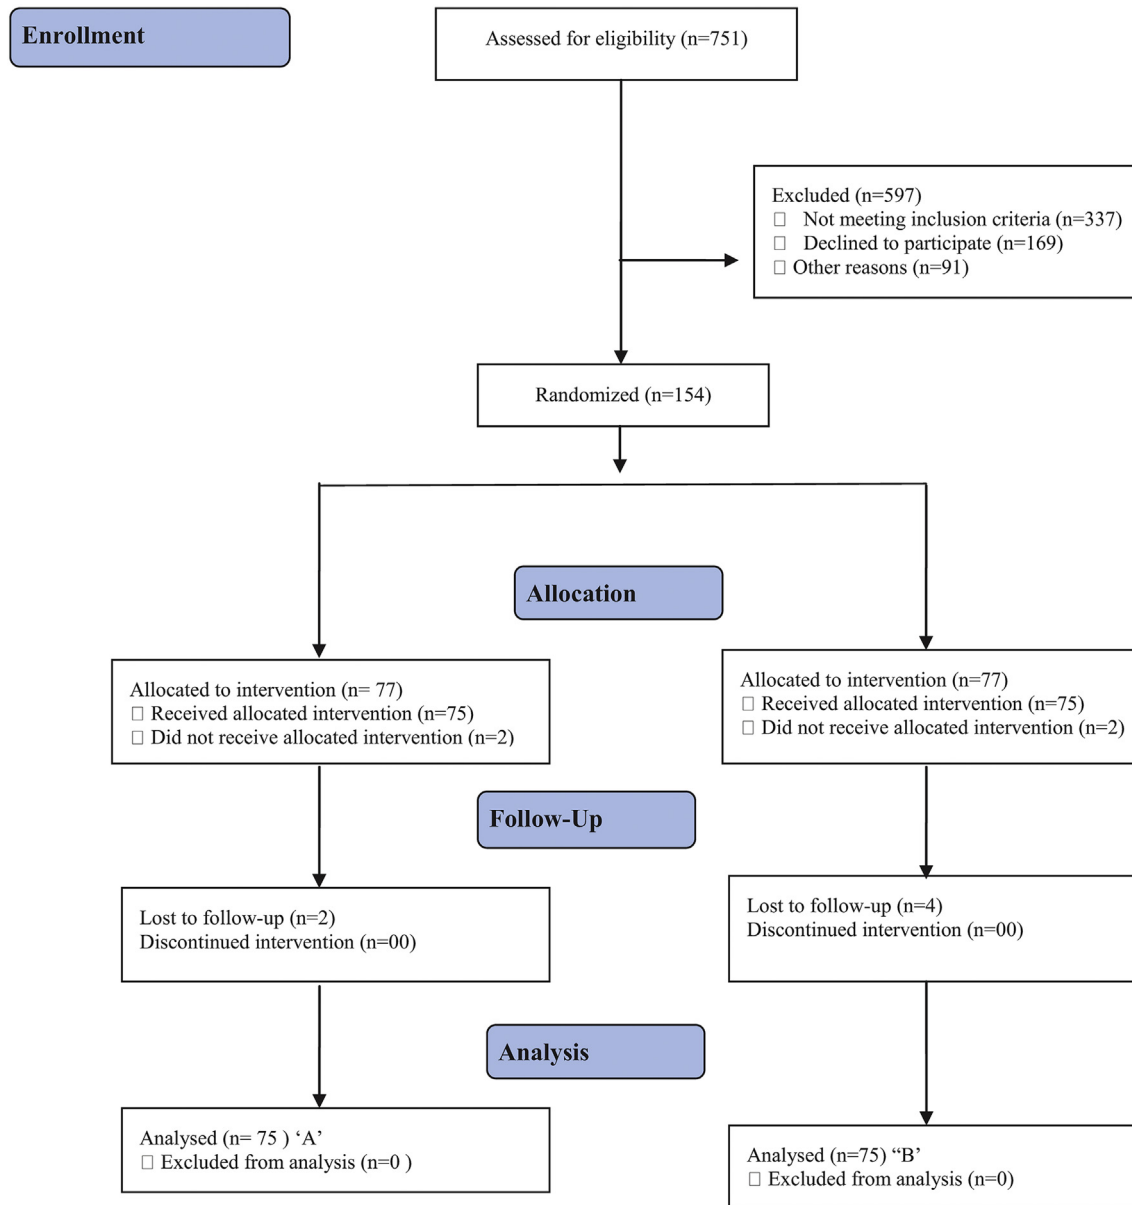 Enrollment
Assessed for eligibility (n=751)
Excluded (n=597)
□ Not meeting inclusion criteria (n=337)
□ Declined to participate (n=169)
□ Other reasons (n=91)
Randomized (n=154)
Allocation
Allocated to intervention (n= 77)
□ Received allocated intervention (n=75)
□ Did not receive allocated intervention (n=2)
Allocated to intervention (n=77)
□ Received allocated intervention (n=75)
□ Did not receive allocated intervention (n=2)
Follow-Up
Lost to follow-up (n=2)
Discontinued intervention (n=00)
Lost to follow-up (n=4)
Discontinued intervention (n=00)
Analysis
Analysed (n= 75 ) ‘A’
□ Excluded from analysis (n=0 )
Analysed (n=75) “B’
□ Excluded from analysis (n=0)